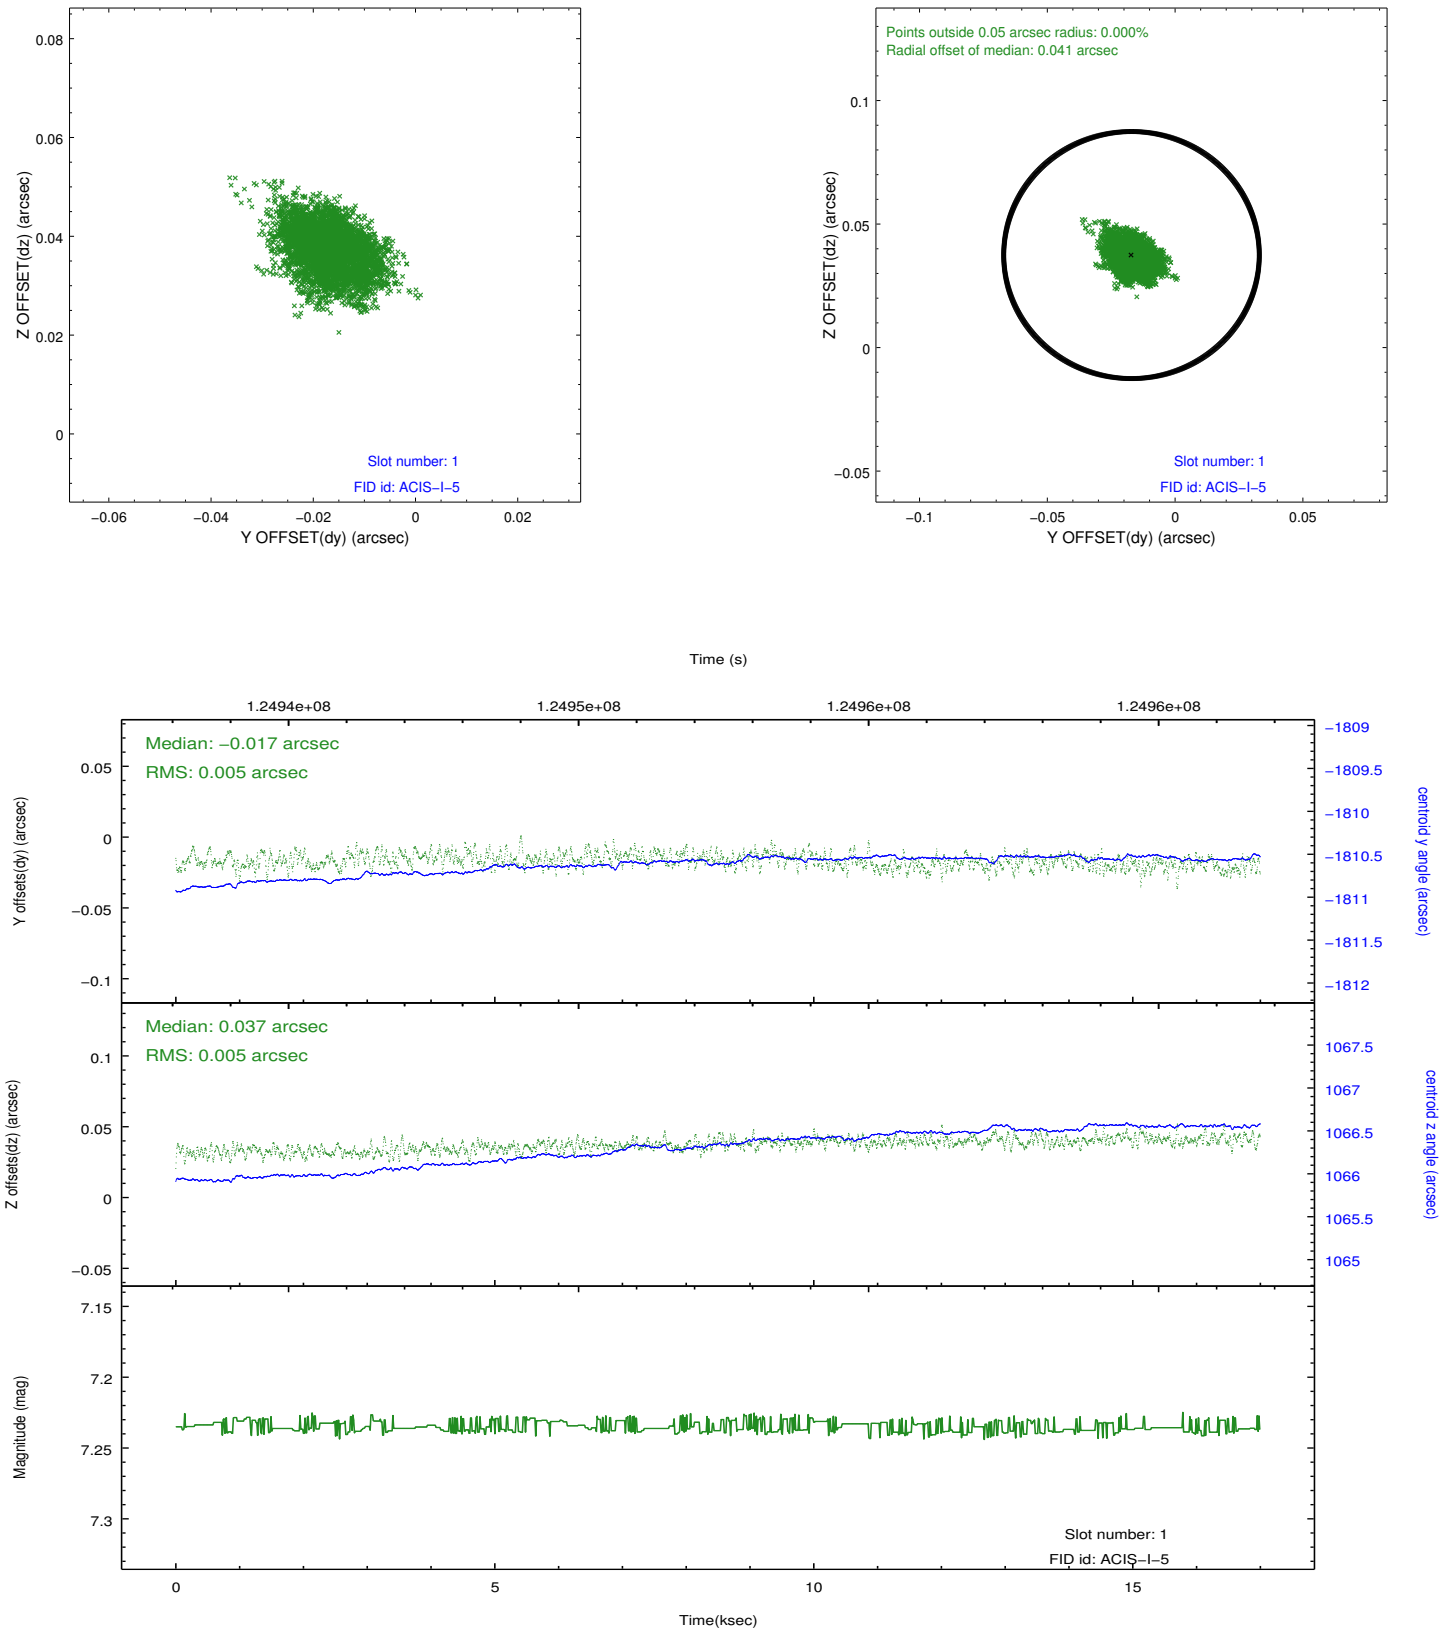 0.08
0.06
0.04
0.02
0
Z OFFSET(dz) (arcsec)
Slot number: 1
FID id: ACIS−I−5
−0.06 −0.04 −0.02 0 0.02
Y OFFSET(dy) (arcsec)
Points outside 0.05 arcsec radius: 0.000%
Radial offset of median: 0.041 arcsec
0.1
0.05
0
−0.05
Z OFFSET(dz) (arcsec)
Slot number: 1
FID id: ACIS−I−5
−0.1 −0.05 0 0.05
Y OFFSET(dy) (arcsec)
Time (s)
1.2494e+08 1.2495e+08 1.2496e+08 1.2496e+08
Median: −0.017 arcsec
RMS: 0.005 arcsec
0.05
0
−0.05
−0.1
Y offsets(dy) (arcsec)
−1809
−1809.5
−1810
−1810.5
−1811
−1811.5
−1812
centroid y angle (arcsec)
Median: 0.037 arcsec
RMS: 0.005 arcsec
0.1
0.05
0
−0.05
Z offsets(dz) (arcsec)
1067.5
1067
1066.5
1066
1065.5
1065
centroid z angle (arcsec)
7.15
7.2
7.25
7.3
Magnitude (mag)
Slot number: 1
FID id: ACIS−I−5
0 5 10 15
Time(ksec)